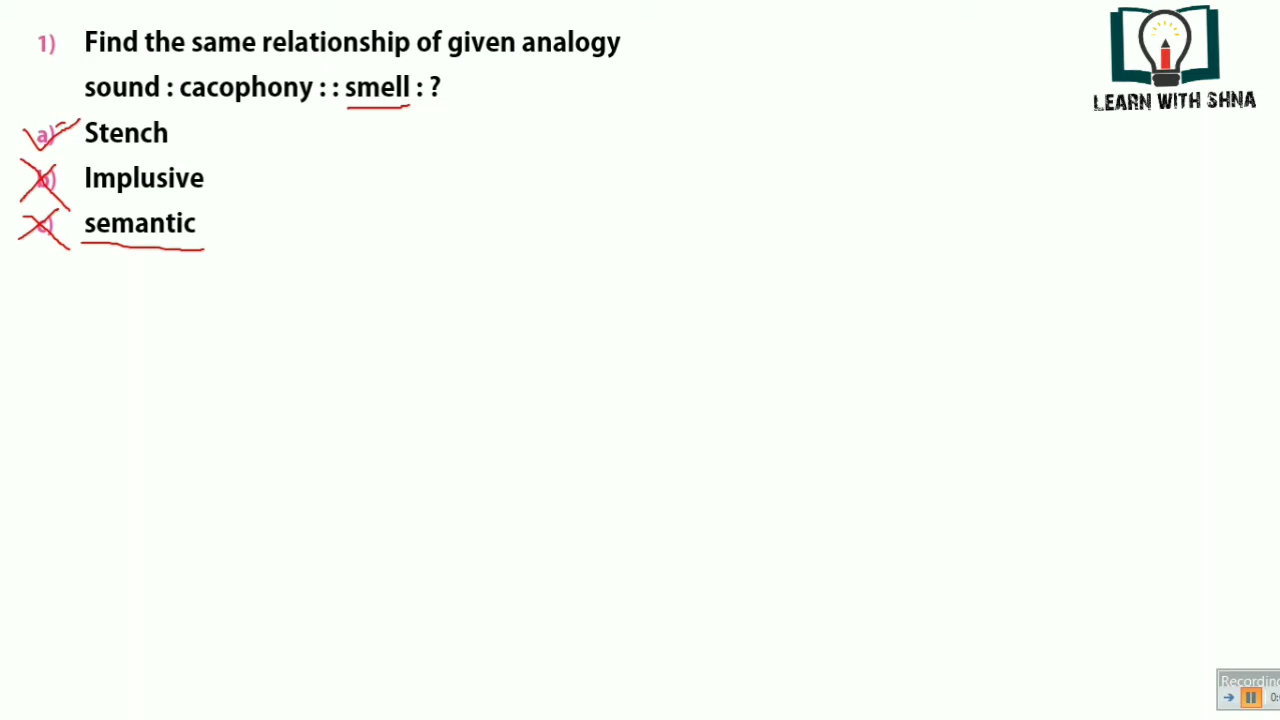 1) Find the same relationship of given analogy
sound : cacophony : : smell : ?
a) Stench
b) Implusive
c) semantic
LEARN WITH SHNA
Recording